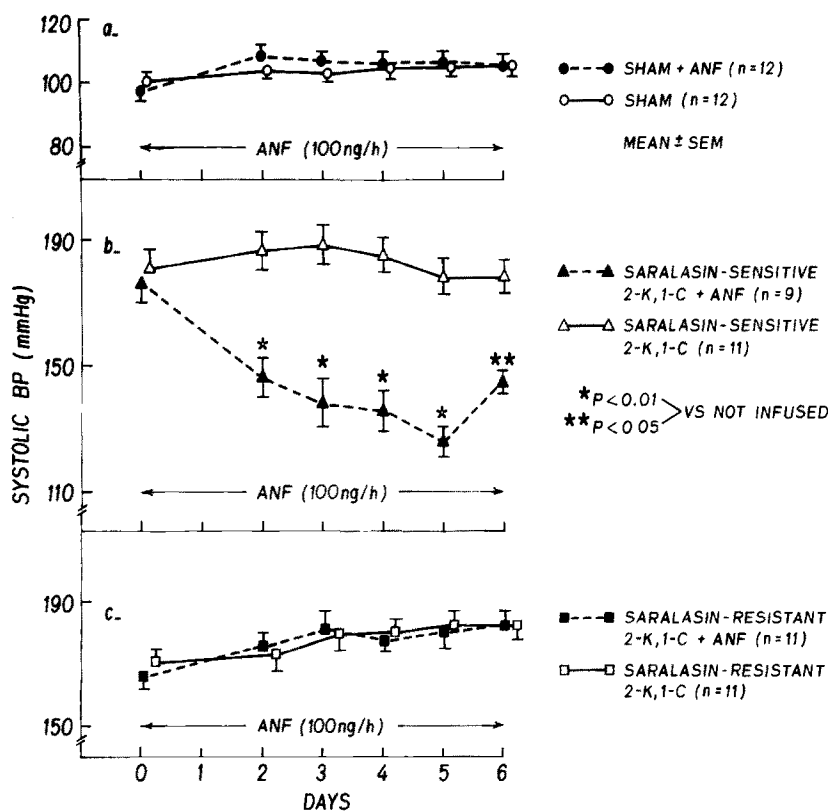 120
100
80
a_
ANF (100ng/h)
SHAM + ANF (n=12)
SHAM (n=12)
MEAN ± SEM
190
150
110
b_
* * * * **
ANF (100ng/h)
SARALASIN-SENSITIVE
2-K,1-C + ANF (n=9)
SARALASIN-SENSITIVE
2-K,1-C (n=11)
*P<0.01
**P<0 05
VS NOT INFUSED
SYSTOLIC BP (mmHg)
190
150
c_
ANF (100ng/h)
SARALASIN-RESISTANT
2-K,1-C + ANF (n=11)
SARALASIN-RESISTANT
2-K,1-C (n=11)
0 1 2 3 4 5 6
DAYS